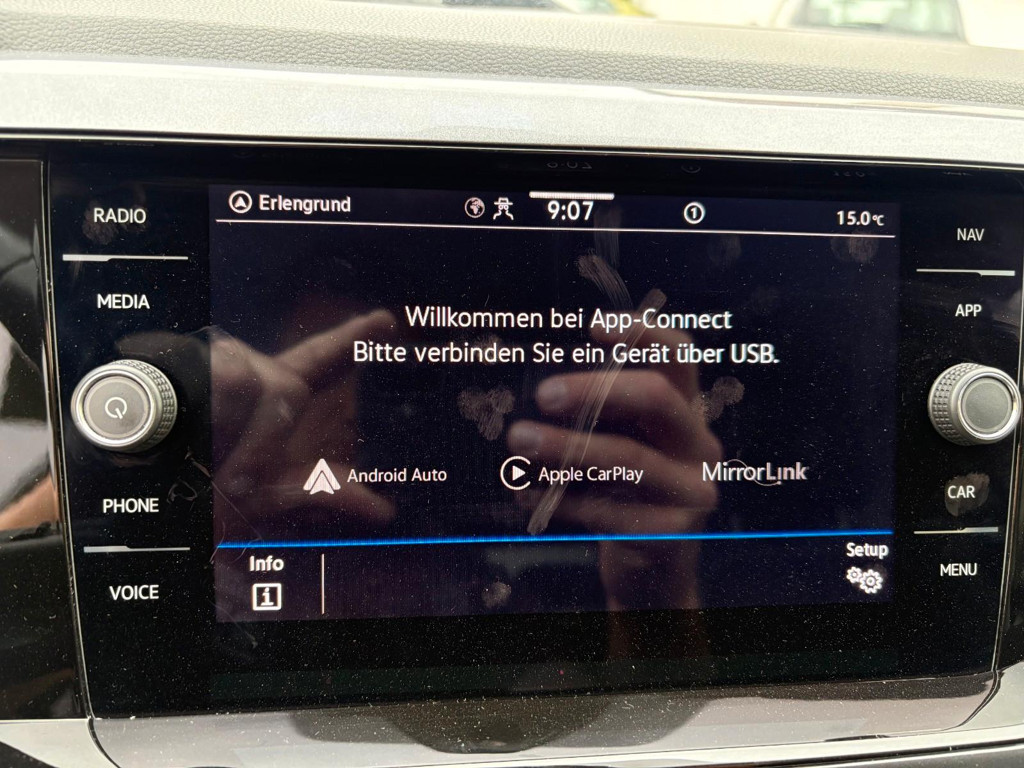 Erlengrund
9:07
1
15.0°C
RADIO
MEDIA
PHONE
VOICE
Willkommen bei App-Connect
Bitte verbinden Sie ein Gerät über USB.
Android Auto
Apple CarPlay
MirrorLink
Info
i
Setup
NAV
APP
CAR
MENU